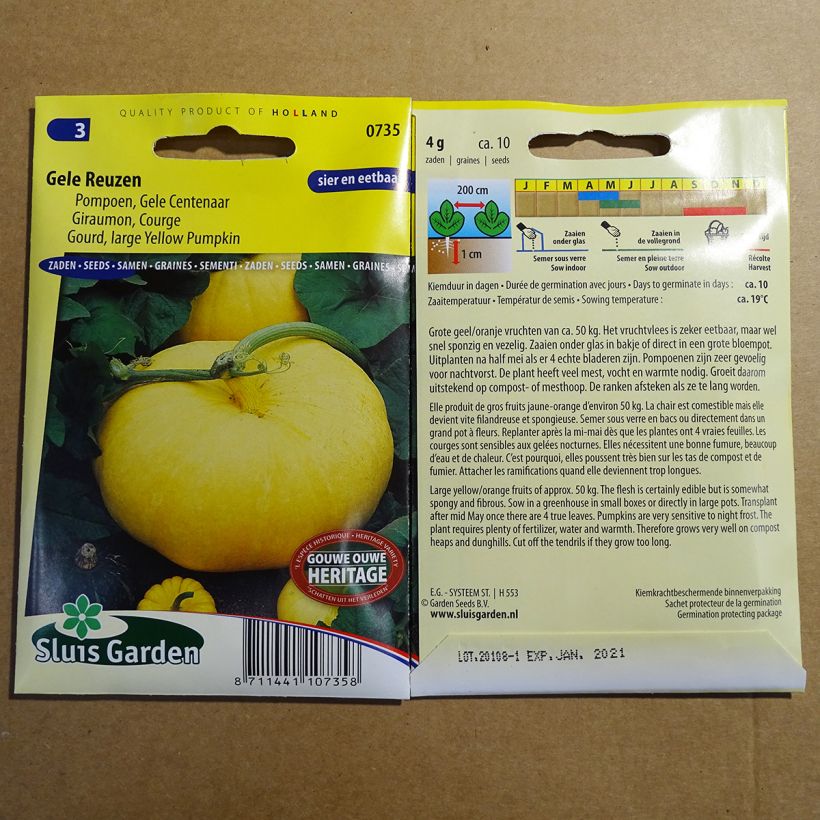 QUALITY PRODUCT OF HOLLAND
3
0735
Gele Reuzen
sier en eetbaa
Pompoen, Gele Centenaar
Giraumon, Courge
Gourd, large Yellow Pumpkin
ZADEN • SEEDS • SAMEN • GRAINES • SEMENTI • ZADEN • SEEDS • SAMEN • GRAINES •
'L ESPÈCE HISTORIQUE • HERITAGE VARIETY
GOUWE OUWE
HERITAGE
"SCHATTEN UIT HET VERLEDEN"
Sluis Garden
8 711441 107358
4 g
ca. 10
zaden | graines | seeds
200 cm
1 cm
J F M A M J J A S O N
Zaaien onder glas
Semer sous verre
Sow indoor
Zaaien in de vollegrond
Semer en pleine terre
Sow outdoor
Récolte
Harvest
Kiemduur in dagen • Durée de germination avec jours • Days to germinate in days : ca. 10
Zaaitemperatuur • Températur de semis • Sowing temperature : ca. 19°C
Grote geel/oranje vruchten van ca. 50 kg. Het vruchtvlees is zeker eetbaar, maar wel
snel sponzig en vezelig. Zaaien onder glas in bakje of direct in een grote bloempot.
Uitplanten na half mei als er 4 echte bladeren zijn. Pompoenen zijn zeer gevoelig
voor nachtvorst. De plant heeft veel mest, vocht en warmte nodig. Groeit daarom
uitstekend op compost- of mesthoop. De ranken afsteken als ze te lang worden.
Elle produit de gros fruits jaune-orange d'environ 50 kg. La chair est comestible mais elle
devient vite filandreuse et spongieuse. Semer sous verre en bacs ou directement dans un
grand pot à fleurs. Replanter après la mi-mai dès que les plantes ont 4 vraies feuilles. Les
courges sont sensibles aux gelées nocturnes. Elles nécessitent une bonne fumure, beaucoup
d'eau et de chaleur. C'est pourquoi, elles poussent très bien sur les tas de compost et de
fumier. Attacher les ramifications quand elle deviennent trop longues.
Large yellow/orange fruits of approx. 50 kg. The flesh is certainly edible but is somewhat
spongy and fibrous. Sow in a greenhouse in small boxes or directly in large pots. Transplant
after mid May once there are 4 true leaves. Pumpkins are very sensitive to night frost. The
plant requires plenty of fertilizer, water and warmth. Therefore grows very well on compost
heaps and dunghills. Cut off the tendrils if they grow too long.
E.G. - SYSTEEM ST. | H 553
© Garden Seeds B.V.
www.sluisgarden.nl
Kiemkrachtbeschermende binnenverpakking
Sachet protecteur de la germination
Germination protecting package
LOT.20108-1 EXP.JAN. 2021